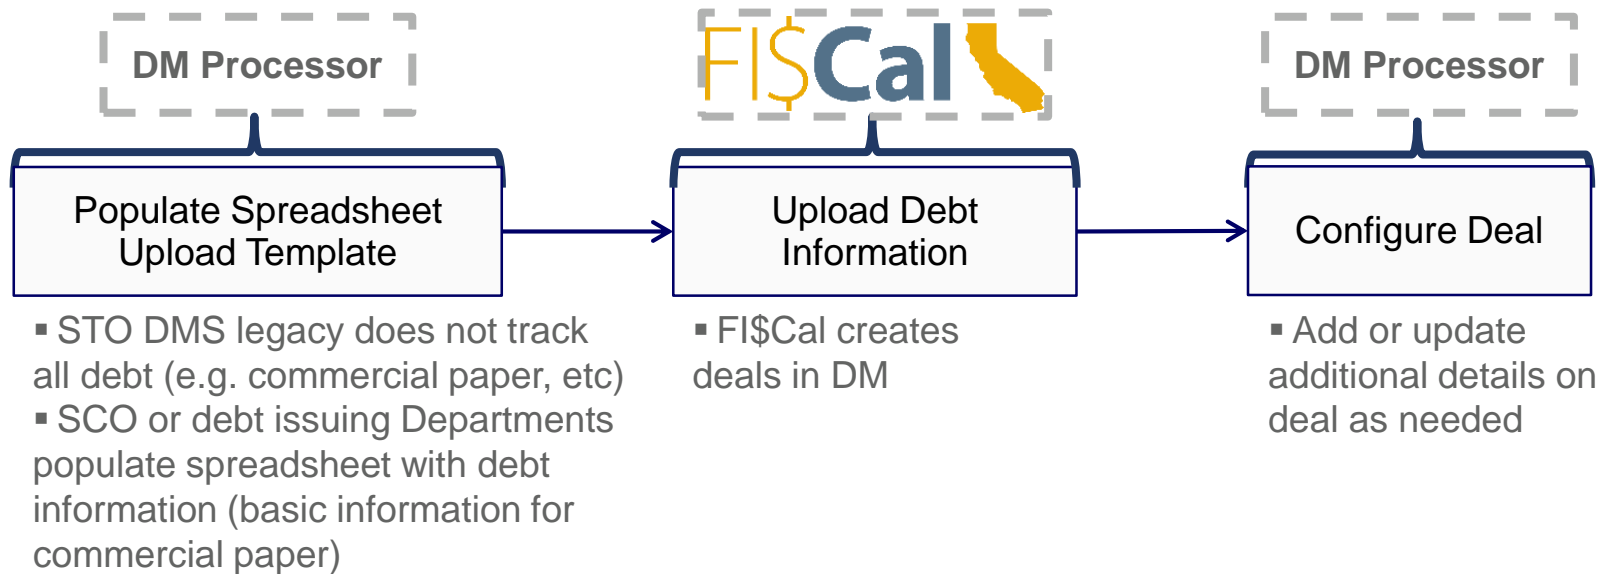 DM Processor
FI$Cal
DM Processor
Populate Spreadsheet
Upload Template
Upload Debt
Information
Configure Deal
▪ STO DMS legacy does not track
all debt (e.g. commercial paper, etc)
▪ SCO or debt issuing Departments
populate spreadsheet with debt
information (basic information for
commercial paper)
▪ FI$Cal creates
deals in DM
▪ Add or update
additional details on
deal as needed